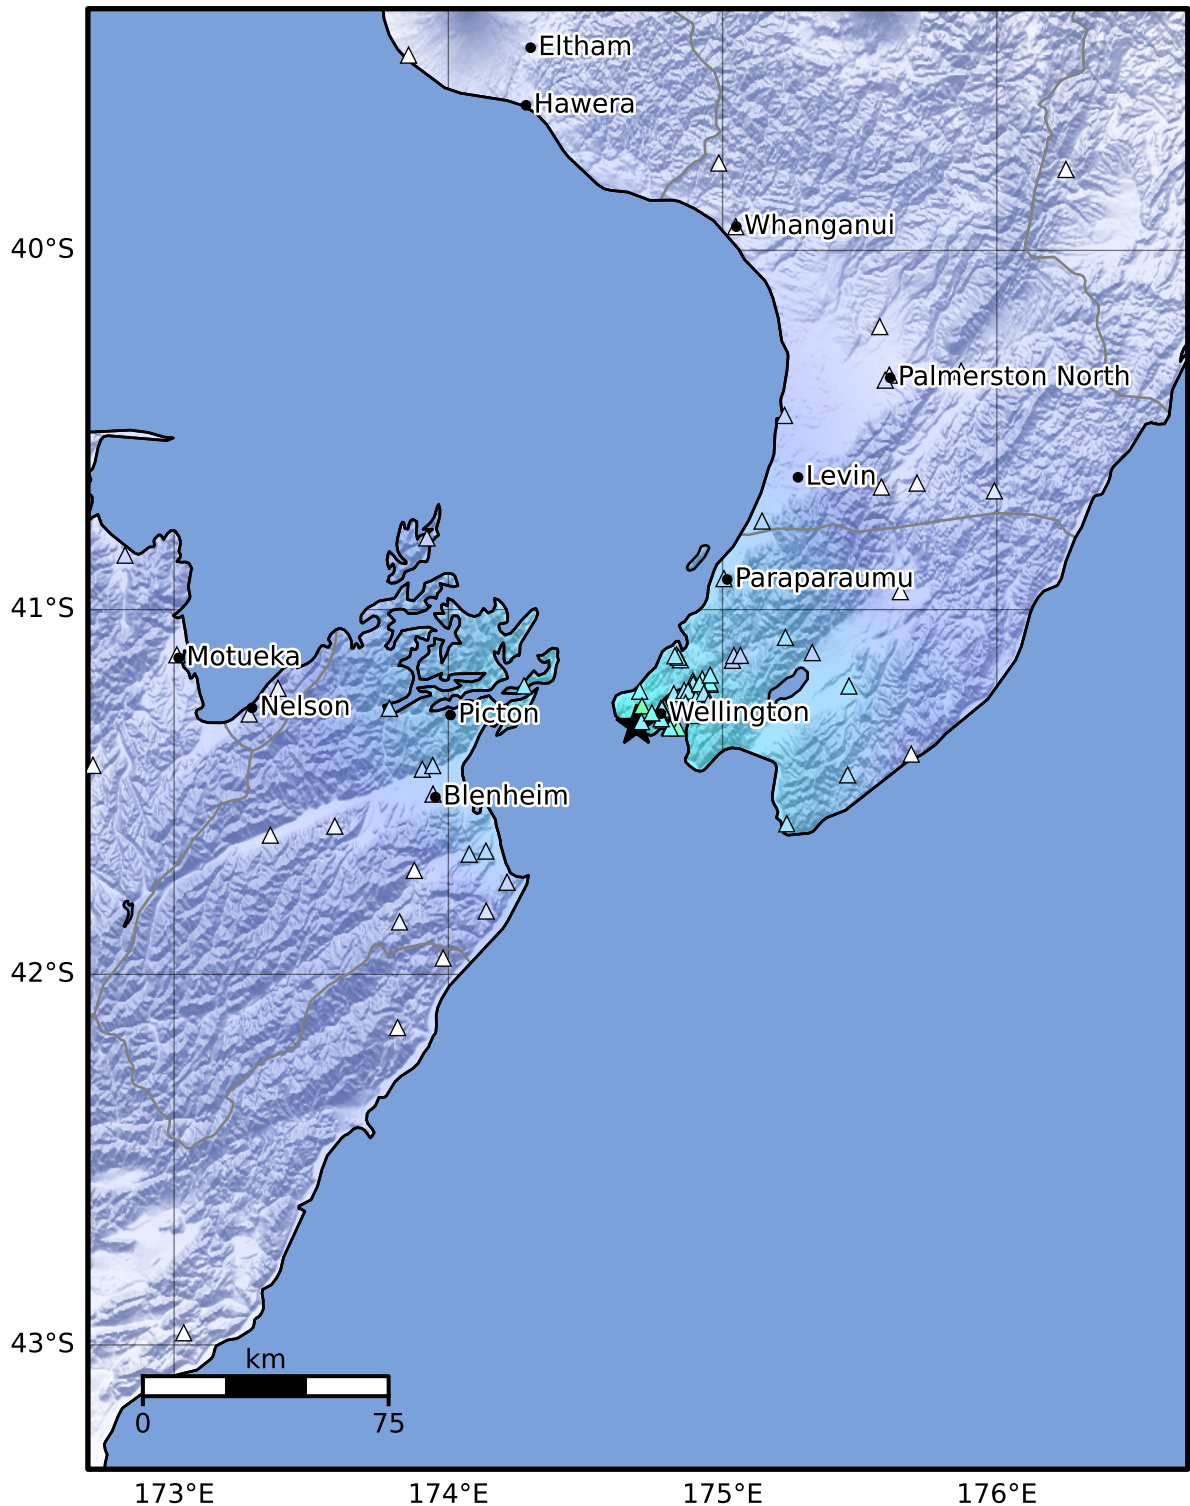 Eltham
Hawera
Whanganui
40°S
Palmerston North
Levin
Paraparaumu
41°S
Motueka
Nelson
Picton
Wellington
Blenheim
42°S
43°S
km
0
75
173°E
174°E
175°E
176°E